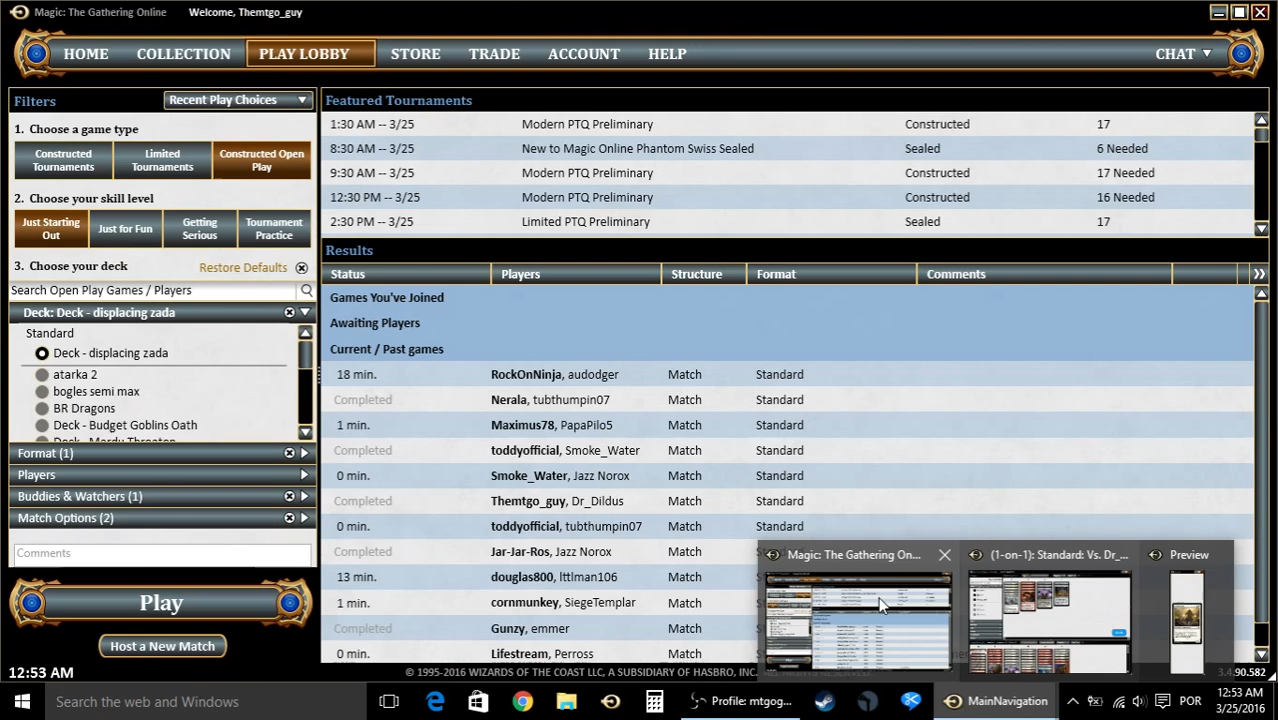 Magic: The Gathering Online Welcome, Themtgo_guy
HOME COLLECTION PLAY LOBBY STORE TRADE ACCOUNT HELP CHAT
Filters Recent Play Choices
1. Choose a game type
Constructed Tournaments Limited Tournaments Constructed Open Play
2. Choose your skill level
Just Starting Out Just for Fun Getting Serious Tournament Practice
3. Choose your deck Restore Defaults
Search Open Play Games / Players
Deck: Deck - displacing zada
Standard
Deck - displacing zada
atarka 2
bogles semi max
BR Dragons
Deck - Budget Goblins Oath
Format (1)
Players
Buddies & Watchers (1)
Match Options (2)
Comments
Play
Host a New Match
12:53 AM
Featured Tournaments
1:30 AM -- 3/25 Modern PTQ Preliminary Constructed 17
8:30 AM -- 3/25 New to Magic Online Phantom Swiss Sealed Sealed 6 Needed
9:30 AM -- 3/25 Modern PTQ Preliminary Constructed 17 Needed
12:30 PM -- 3/25 Modern PTQ Preliminary Constructed 16 Needed
2:30 PM -- 3/25 Limited PTQ Preliminary Sealed 17
Results
Status Players Structure Format Comments
Games You've Joined
Awaiting Players
Current / Past games
18 min. RockOnNinja, audodger Match Standard
Completed Nerala, tubthumpin07 Match Standard
1 min. Maximus78, PapaPilo5 Match Standard
Completed toddyofficial, Smoke_Water Match Standard
0 min. Smoke_Water, Jazz Norox Match Standard
Completed Themtgo_guy, Dr_Dildus Match Standard
0 min. toddyofficial, tubthumpin07 Match Standard
Completed Jar-Jar-Ros, Jazz Norox Match
13 min. douglas800, lttlman106 Match
1 min. cornmunkey, SiegeTemplar Match
Completed Gunzy, emmer Match
0 min. Lifestream, Perross Match
Magic: The Gathering On... (1-on-1): Standard: Vs. Dr_... Preview
© 1995-2016 WIZARDS OF THE COAST LLC, A SUBSIDIARY OF HASBRO, INC.
Search the web and Windows Profile: mtgog... MainNavigation POR 12:53 AM
3/25/2016